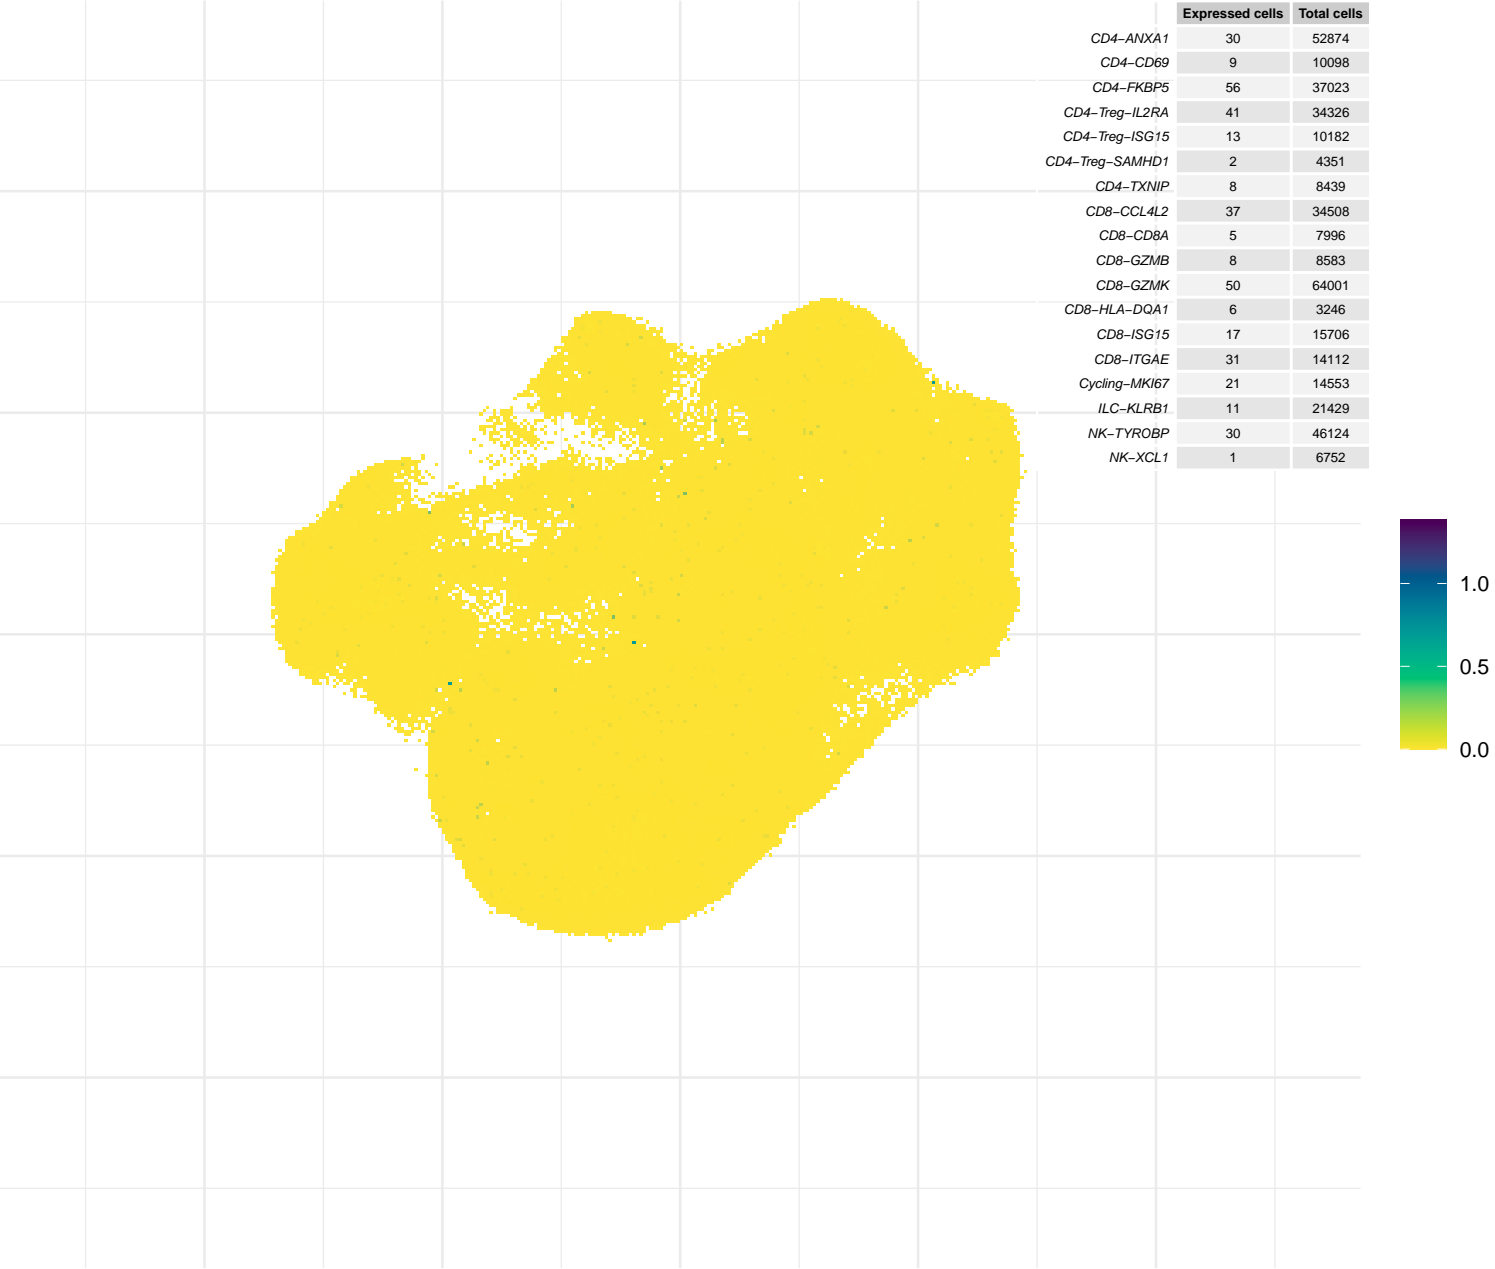 Expressed cells Total cells
CD4−ANXA1 30 52874
CD4−CD69 9 10098
CD4−FKBP5 56 37023
CD4−Treg−IL2RA 41 34326
CD4−Treg−ISG15 13 10182
CD4−Treg−SAMHD1 2 4351
CD4−TXNIP 8 8439
CD8−CCL4L2 37 34508
CD8−CD8A 5 7996
CD8−GZMB 8 8583
CD8−GZMK 50 64001
CD8−HLA−DQA1 6 3246
CD8−ISG15 17 15706
CD8−ITGAE 31 14112
Cycling−MKI67 21 14553
ILC−KLRB1 11 21429
NK−TYROBP 30 46124
NK−XCL1 1 6752
1.0
0.5
0.0